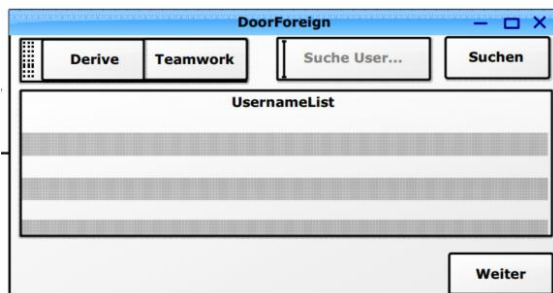 DoorForeign
Derive Teamwork Suche User... Suchen
UsernameList
Weiter